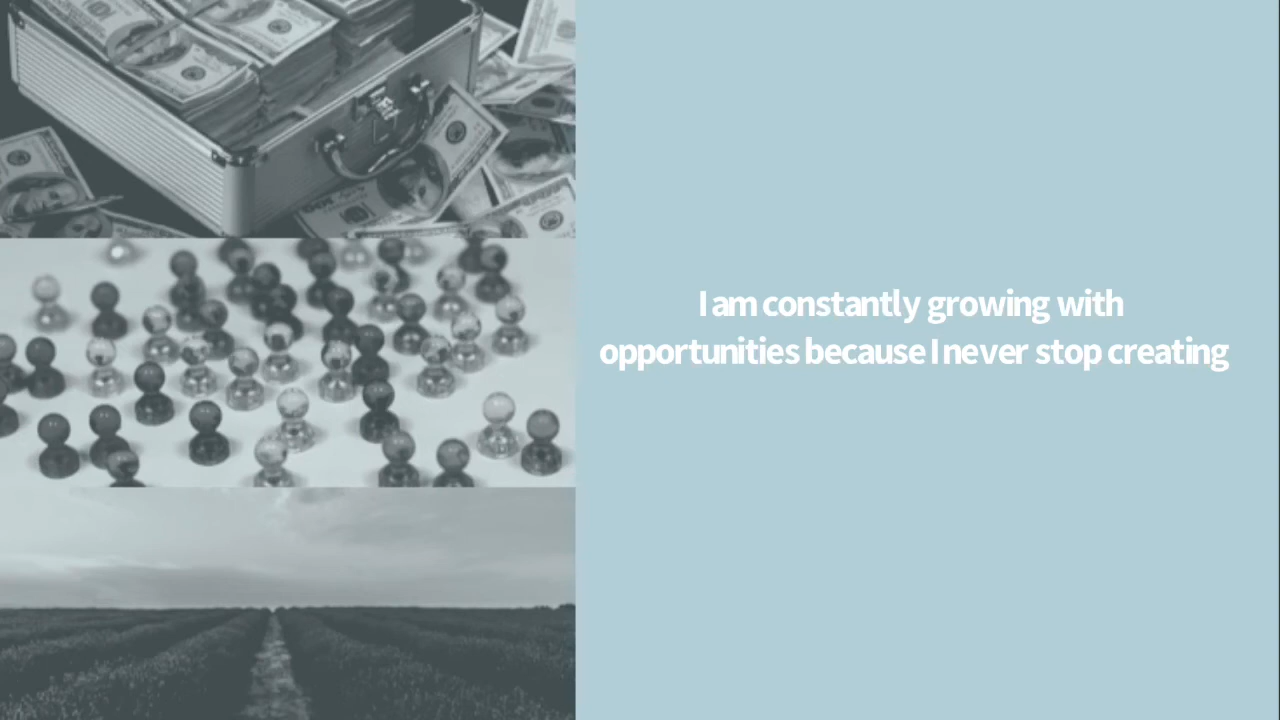 I am constantly growing with
opportunities because I never stop creating